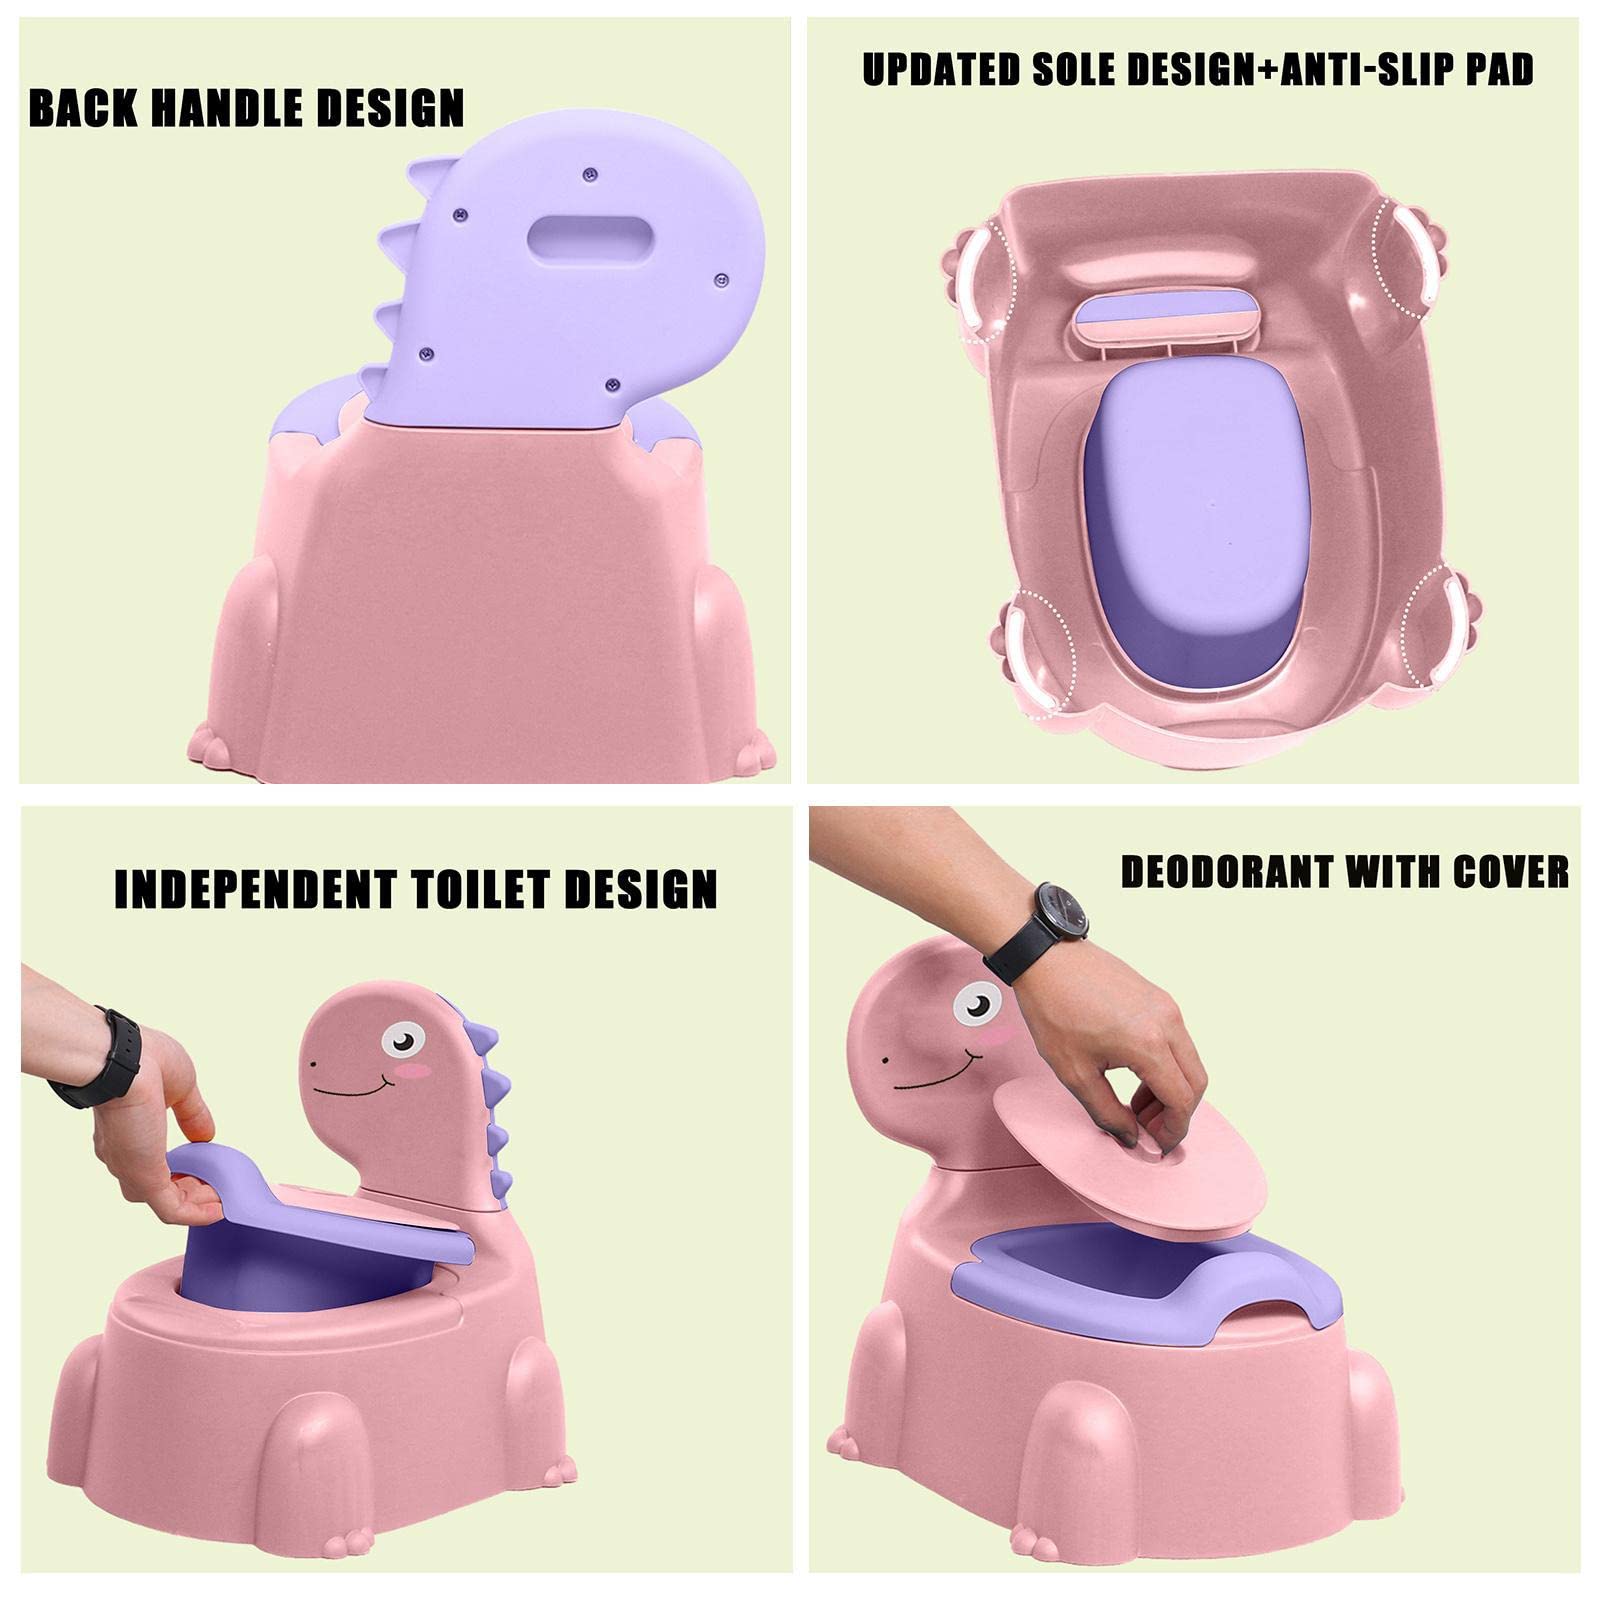 BACK HANDLE DESIGN
UPDATED SOLE DESIGN+ANTI-SLIP PAD
INDEPENDENT TOILET DESIGN
DEODORANT WITH COVER